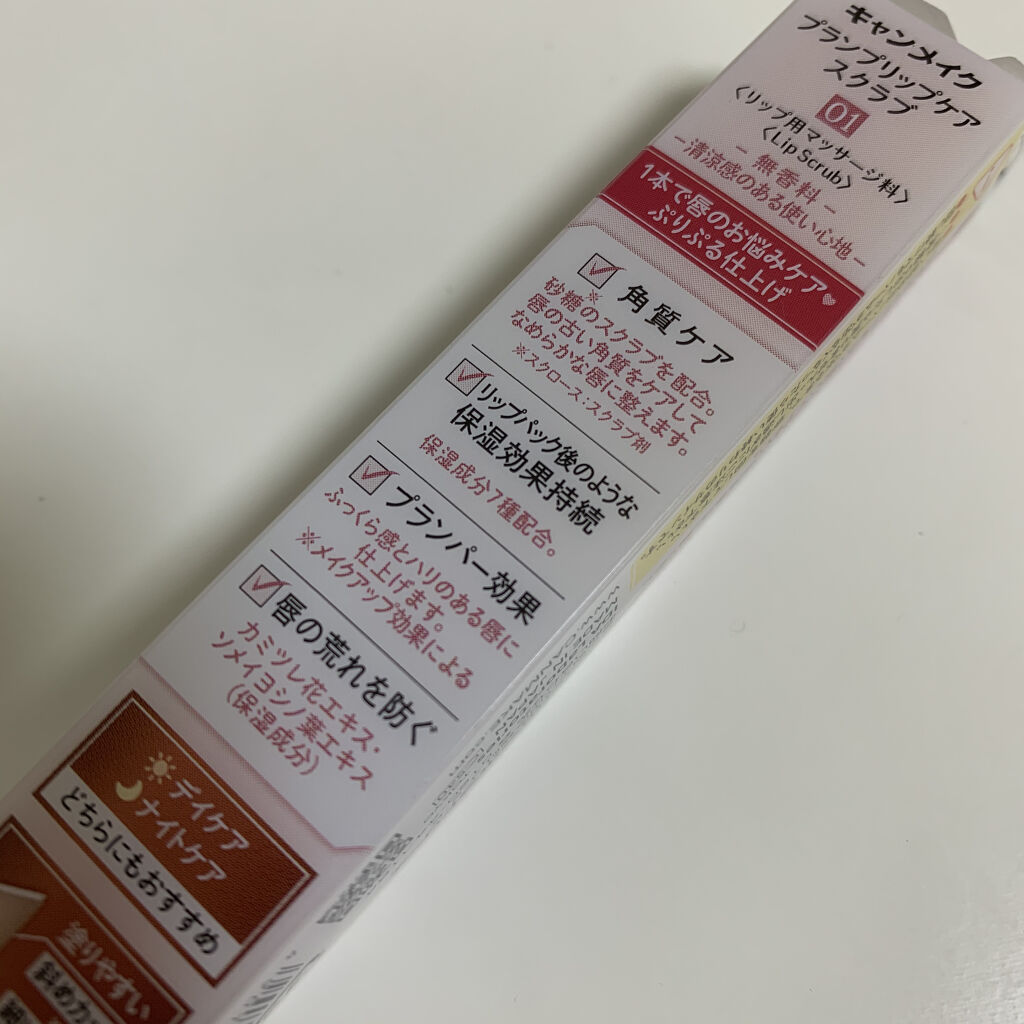 キャンメイク
プランプリップケア
スクラブ
01
〈リップ用マッサージ料〉
〈Lip Scrub〉
－無香料－
－清涼感のある使い心地－
1本で唇のお悩みケア♥
ぷりぷる仕上げ
角質ケア
砂糖※のスクラブを配合。
唇の古い角質をケアして
なめらかな唇に整えます。
※スクロース:スクラブ剤
リップパック後のような
保湿効果持続
保湿成分7種配合。
プランパー効果
ふっくら感とハリのある唇に
仕上げます。
※メイクアップ効果による
唇の荒れを防ぐ
カミツレ花エキス・
ソメイヨシノ葉エキス
(保湿成分)
デイケア
ナイトケア
どちらにもおすすめ
塗りやすい
斜め